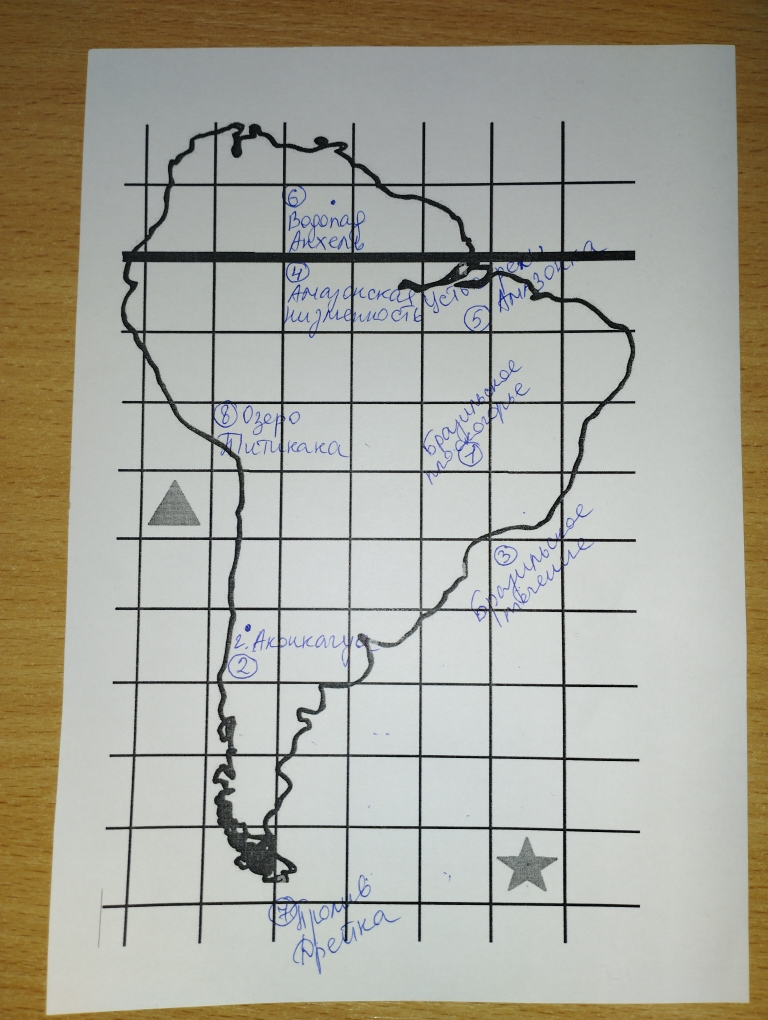 6
Водопад
Анхель
4
Амазонская
низменность
Устье реки
Амазонка
5
Бразильское
плоскогорье
1
8 Озеро
Титикака
3
Бразильское
течение
г. Аконкагуа
2
7 Пролив
Дрейка